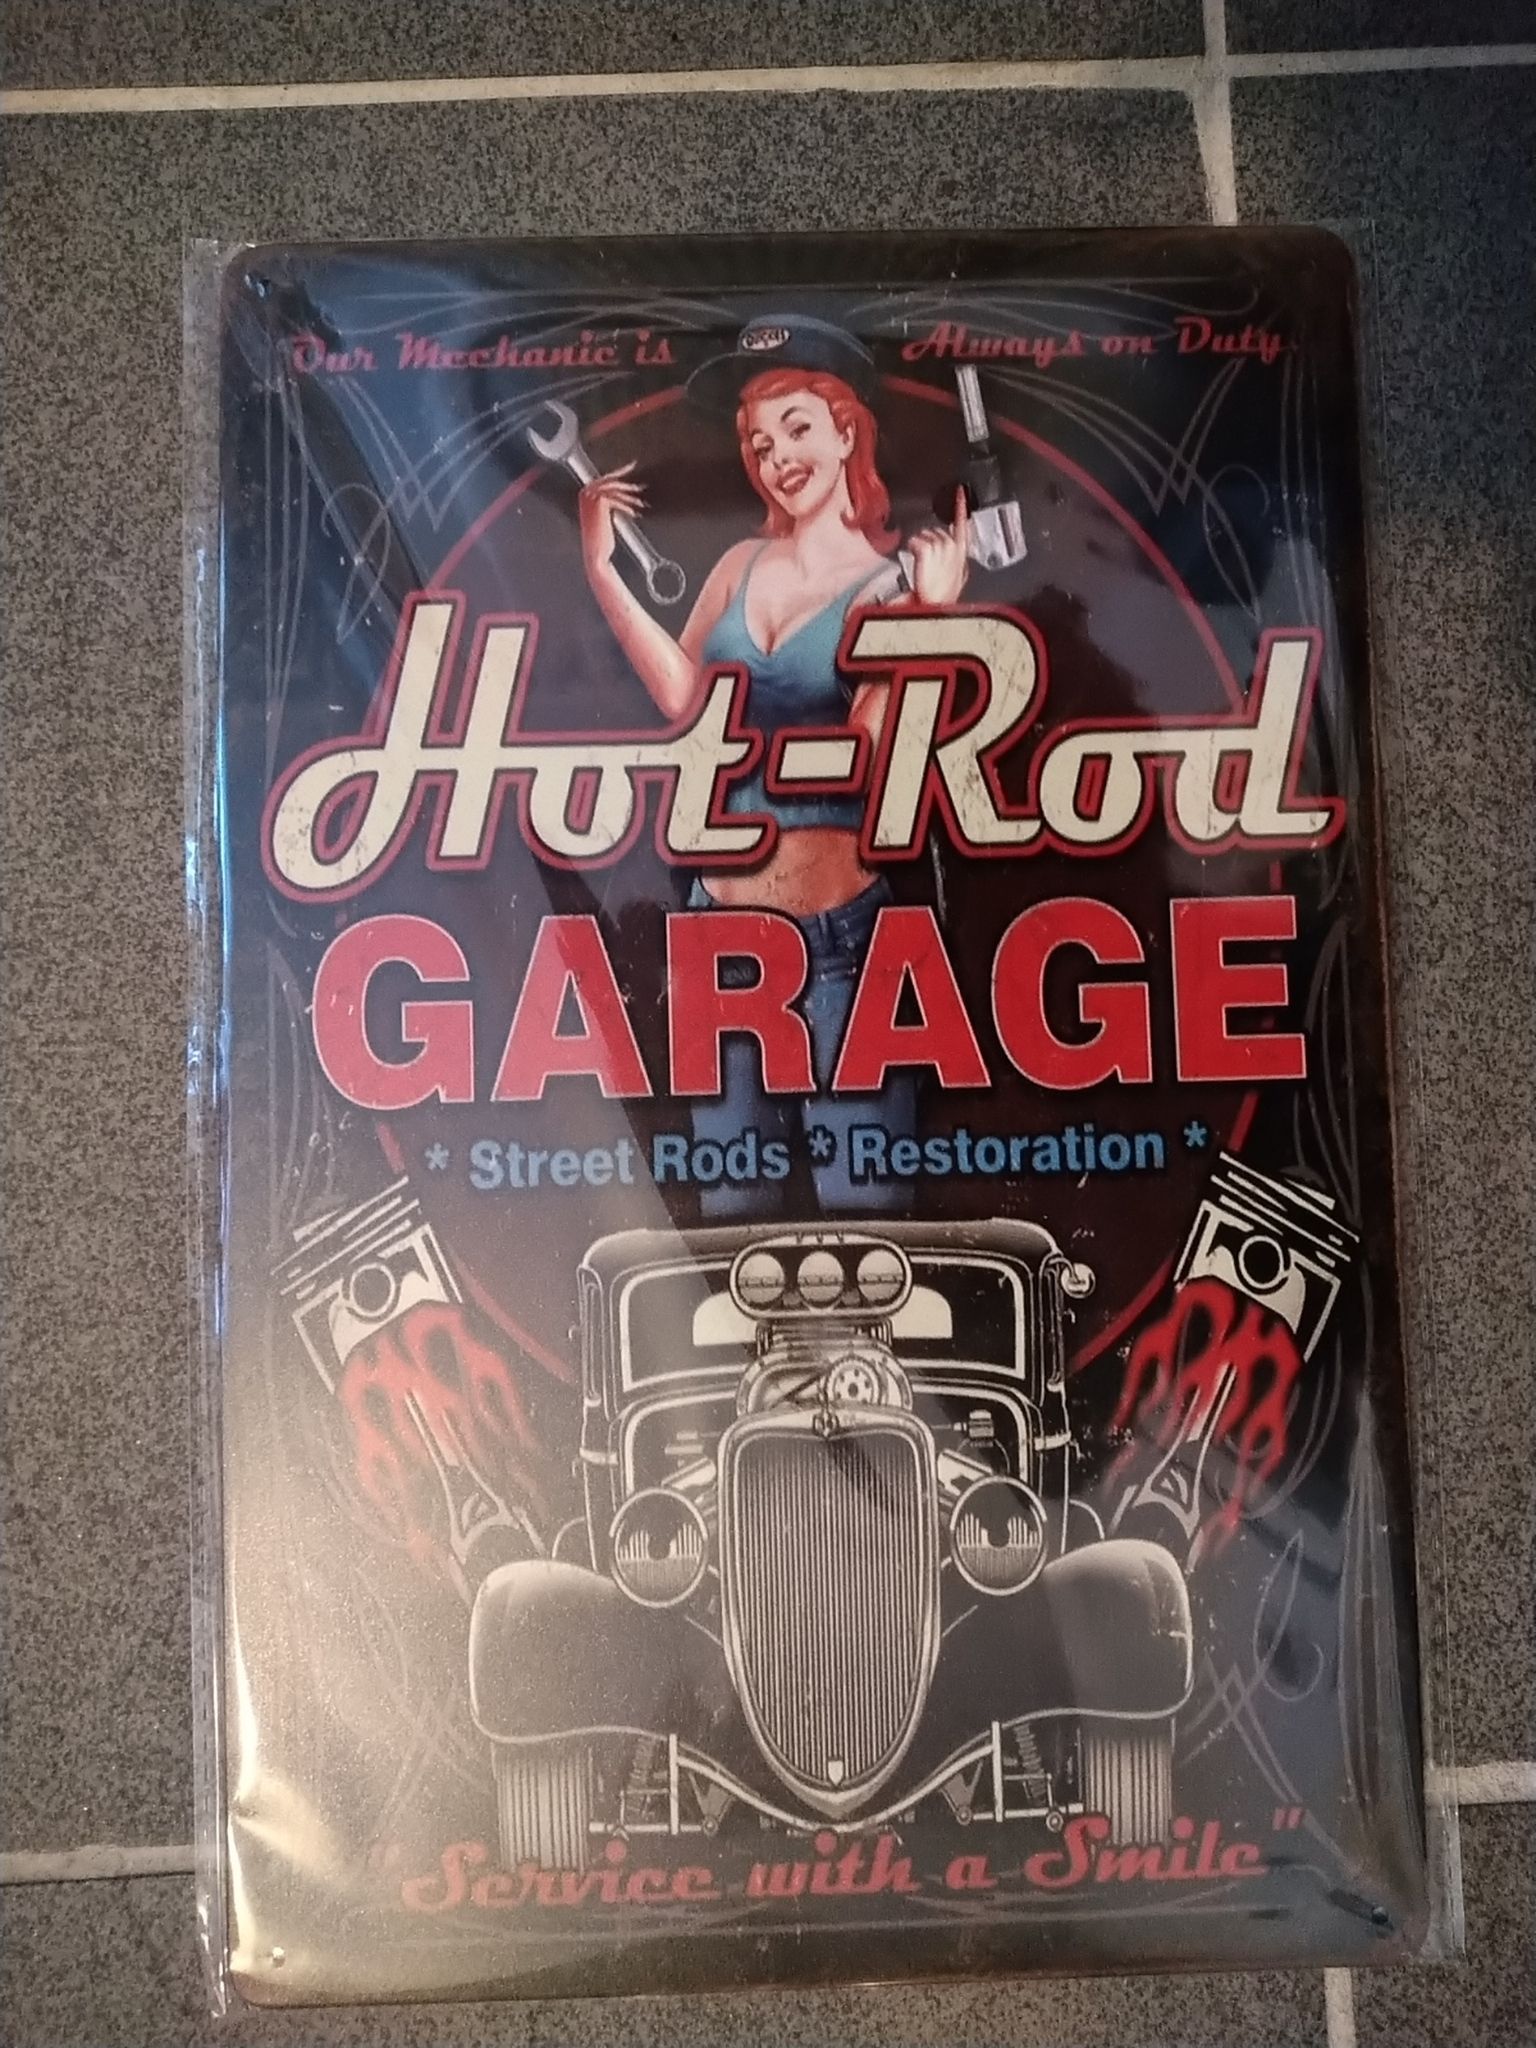 Our Mechanic is Always on Duty
Hot-Rod
GARAGE
* Street Rods * Restoration *
"Service with a Smile"